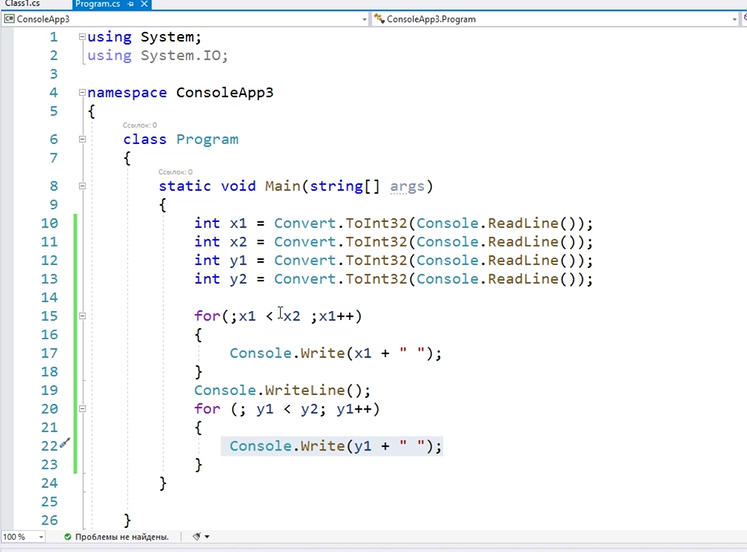 Class1.cs Program.cs
ConsoleApp3 ConsoleApp3.Program
1 using System;
2 using System.IO;
3
4 namespace ConsoleApp3
5 {
Ссылок: 0
6 class Program
7 {
Ссылок: 0
8 static void Main(string[] args)
9 {
10 int x1 = Convert.ToInt32(Console.ReadLine());
11 int x2 = Convert.ToInt32(Console.ReadLine());
12 int y1 = Convert.ToInt32(Console.ReadLine());
13 int y2 = Convert.ToInt32(Console.ReadLine());
14
15 for(;x1 < x2 ;x1++)
16 {
17 Console.Write(x1 + " ");
18 }
19 Console.WriteLine();
20 for (; y1 < y2; y1++)
21 {
22 Console.Write(y1 + " ");
23 }
24 }
25
26 }
100 % Проблемы не найдены.